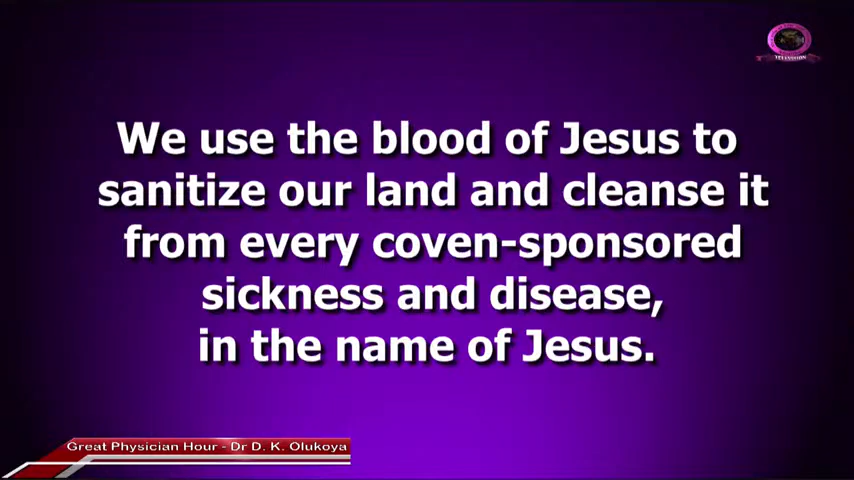 TELEVISION
We use the blood of Jesus to
sanitize our land and cleanse it
from every coven-sponsored
sickness and disease,
in the name of Jesus.
Great Physician Hour - Dr D. K. Olukoya